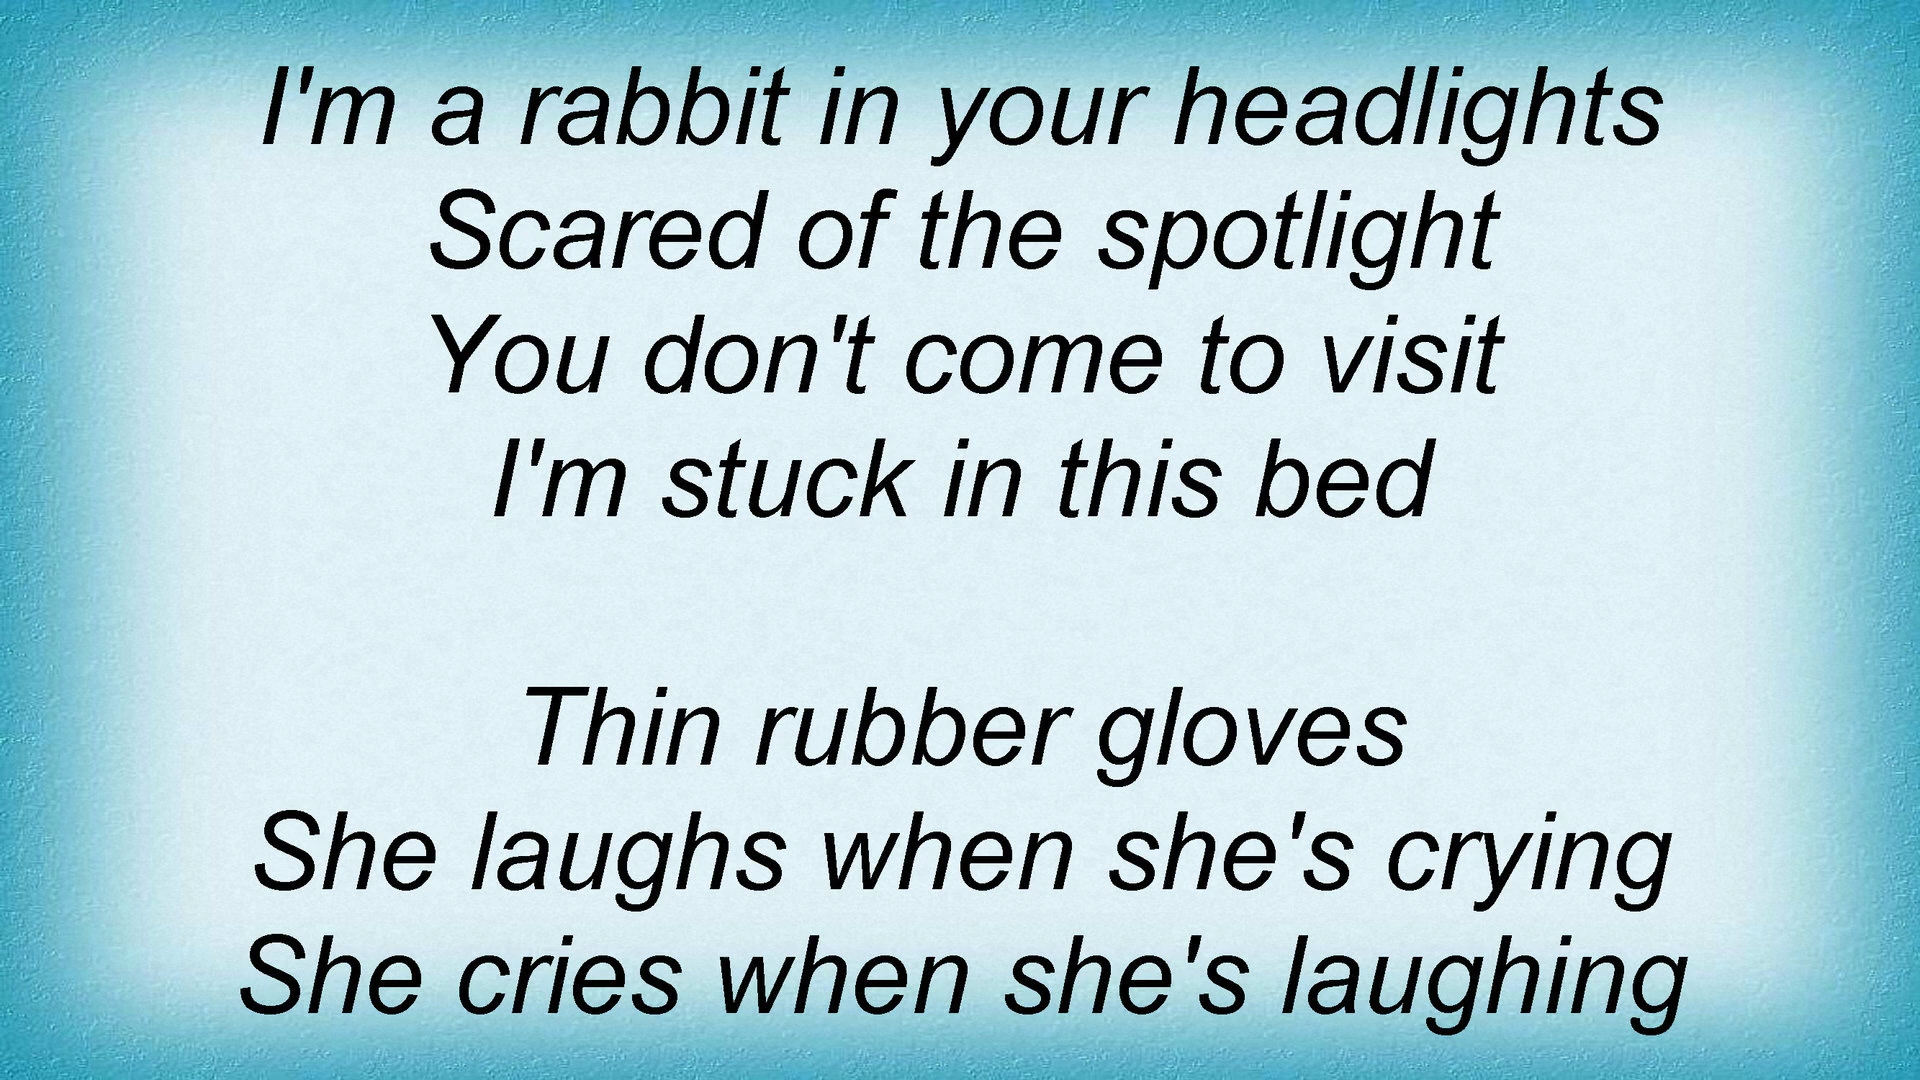 I'm a rabbit in your headlights
Scared of the spotlight
You don't come to visit
I'm stuck in this bed
Thin rubber gloves
She laughs when she's crying
She cries when she's laughing